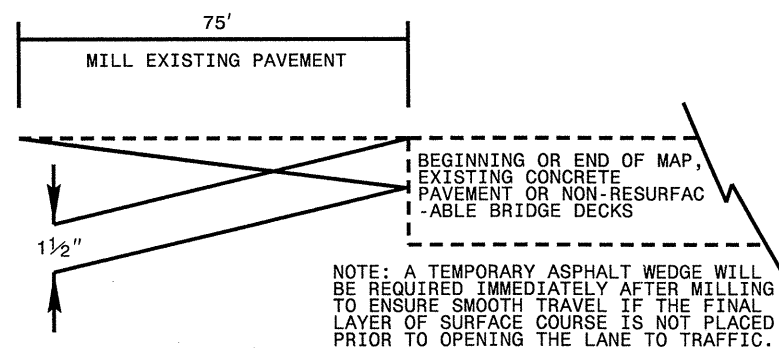 75'
MILL EXISTING PAVEMENT
BEGINNING OR END OF MAP,
EXISTING CONCRETE
PAVEMENT OR NON-RESURFAC
-ABLE BRIDGE DECKS
1½"
NOTE: A TEMPORARY ASPHALT WEDGE WILL
BE REQUIRED IMMEDIATELY AFTER MILLING
TO ENSURE SMOOTH TRAVEL IF THE FINAL
LAYER OF SURFACE COURSE IS NOT PLACED
PRIOR TO OPENING THE LANE TO TRAFFIC.